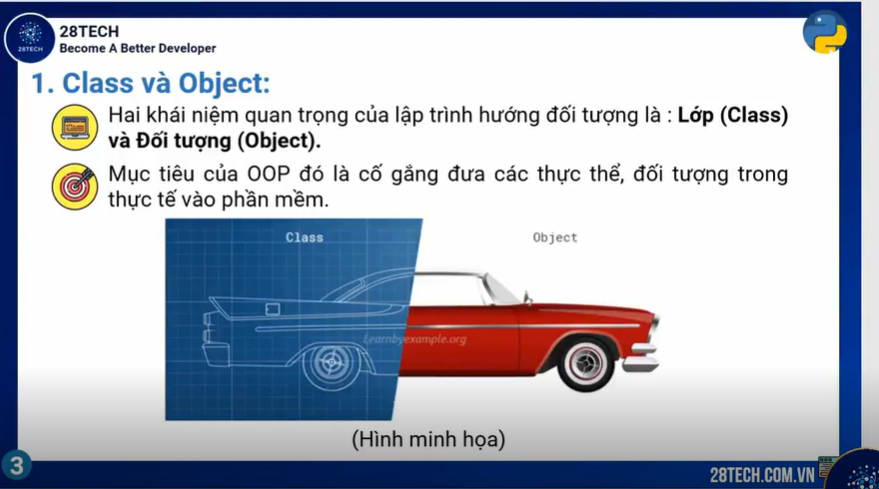 28TECH
Become A Better Developer
28TECH
1. Class và Object:
Hai khái niệm quan trọng của lập trình hướng đối tượng là : Lớp (Class)
và Đối tượng (Object).
Mục tiêu của OOP đó là cố gắng đưa các thực thể, đối tượng trong
thực tế vào phần mềm.
Class
Object
Learnbyexample.org
(Hình minh họa)
3
28TECH.COM.VN